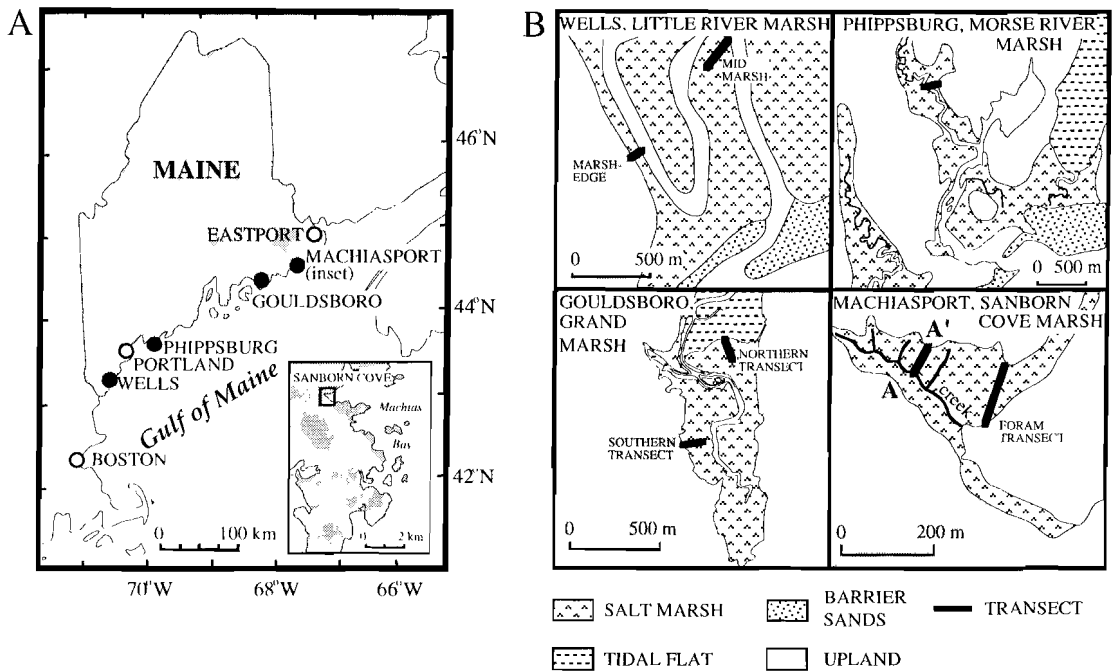 A
MAINE
46°N
EASTPORT
MACHIASPORT
(inset)
GOULDSBORO
44°N
PHIPPSBURG
PORTLAND
WELLS
Gulf of Maine
SANBORN COVE
Machias
Bas
0 2 km
BOSTON
42°N
0 100 km
70°W
68°W
66°W
B
WELLS, LITTLE RIVER MARSH
MID
MARSH
MARSH-
EDGE
0 500 m
PHIPPSBURG, MORSE RIVER
MARSH
0 500 m
GOULDSBORO
GRAND
MARSH
NORTHERN
TRANSECT
SOUTHERN
TRANSECT
0 500 m
MACHIASPORT, SANBORN
COVE MARSH
A'
A
creek
FORAM
TRANSECT
0 200 m
SALT MARSH
BARRIER
SANDS
TRANSECT
TIDAL FLAT
UPLAND